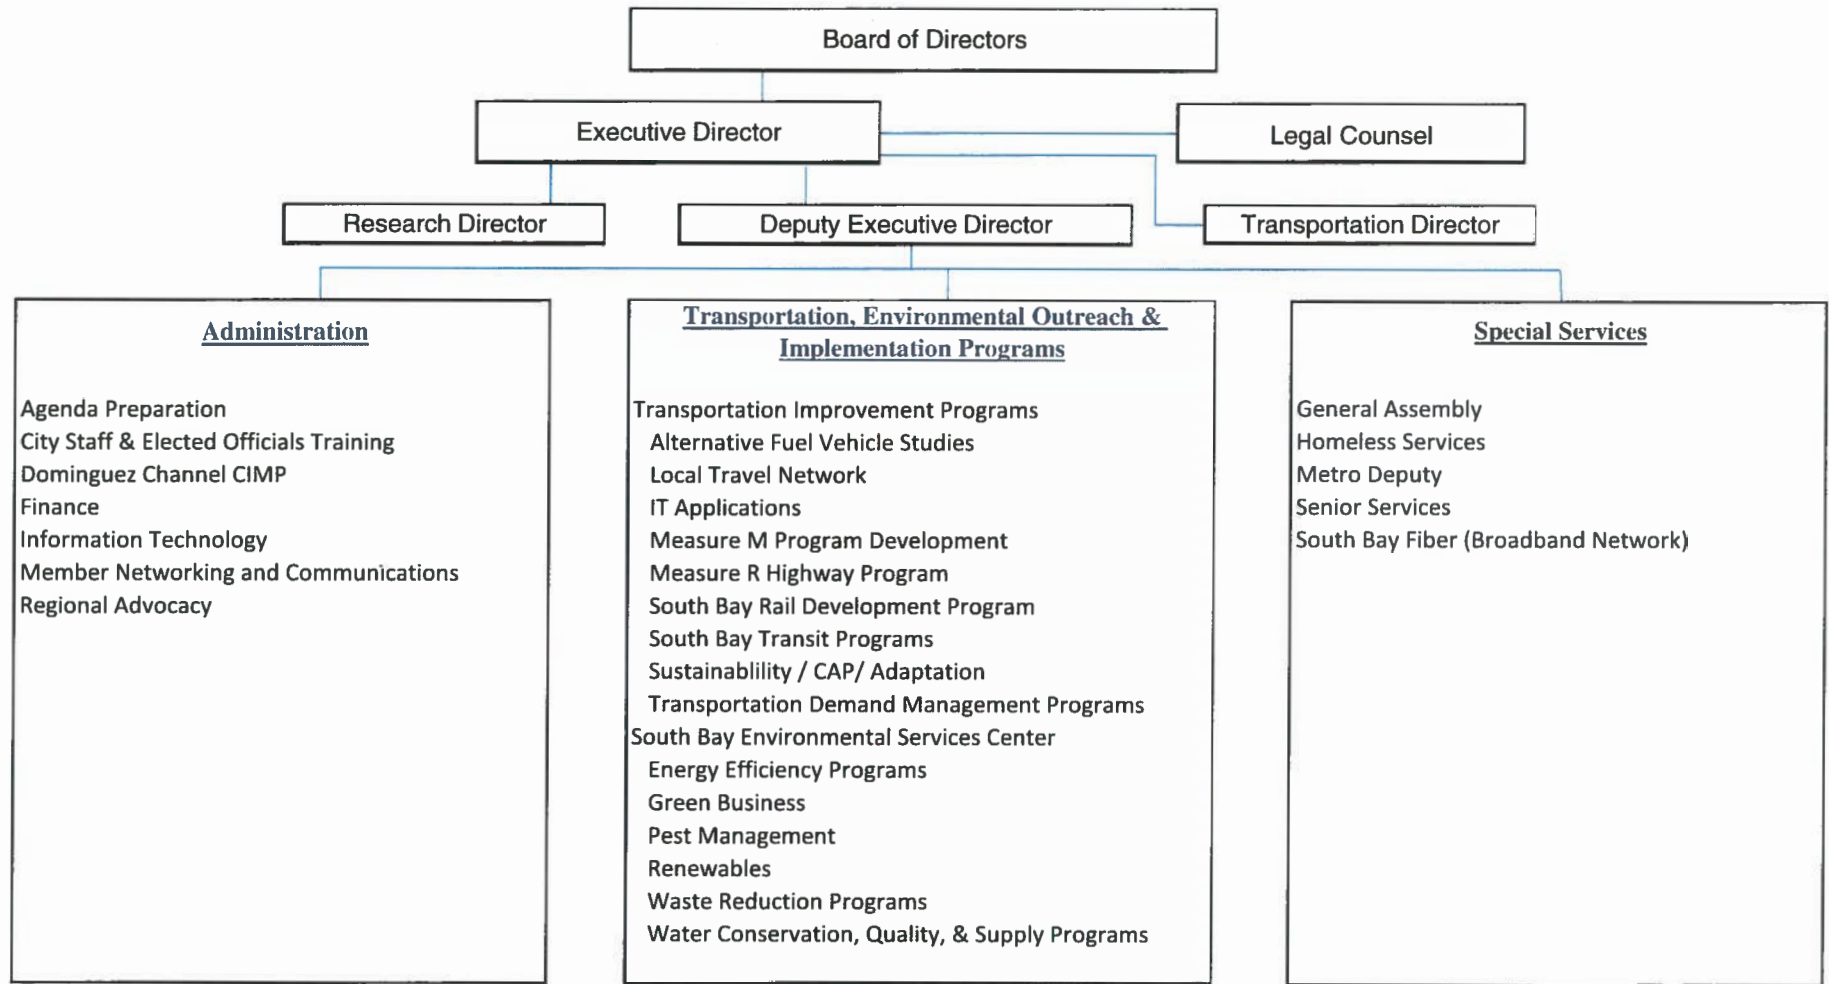 Board of Directors
Executive Director
Legal Counsel
Research Director
Deputy Executive Director
Transportation Director
Administration
Agenda Preparation
City Staff & Elected Officials Training
Dominguez Channel CIMP
Finance
Information Technology
Member Networking and Communications
Regional Advocacy
Transportation, Environmental Outreach &
Implementation Programs
Transportation Improvement Programs
Alternative Fuel Vehicle Studies
Local Travel Network
IT Applications
Measure M Program Development
Measure R Highway Program
South Bay Rail Development Program
South Bay Transit Programs
Sustainablility / CAP/ Adaptation
Transportation Demand Management Programs
South Bay Environmental Services Center
Energy Efficiency Programs
Green Business
Pest Management
Renewables
Waste Reduction Programs
Water Conservation, Quality, & Supply Programs
Special Services
General Assembly
Homeless Services
Metro Deputy
Senior Services
South Bay Fiber (Broadband Network)